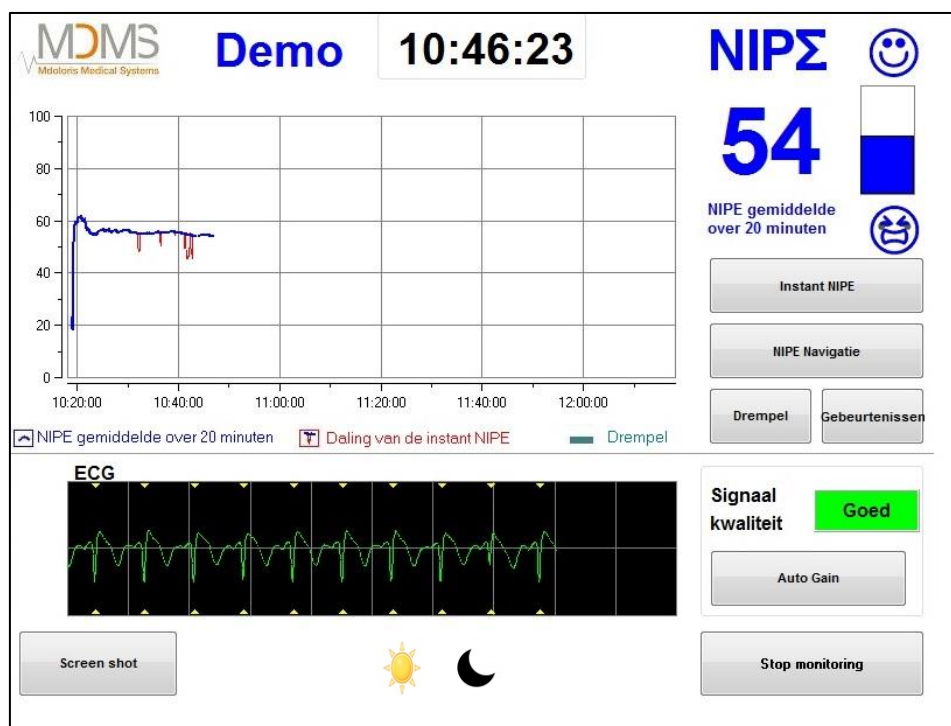 MDMS
Mdoloris Medical Systems
Demo
10:46:23
NIPΣ
54
NIPE gemiddelde
over 20 minuten
100
80
60
40
20
0
10:20:00 10:40:00 11:00:00 11:20:00 11:40:00 12:00:00
NIPE gemiddelde over 20 minuten Daling van de instant NIPE Drempel
Instant NIPE
NIPE Navigatie
Drempel
Gebeurtenissen
ECG
Signaal
kwaliteit
Goed
Auto Gain
Screen shot
Stop monitoring